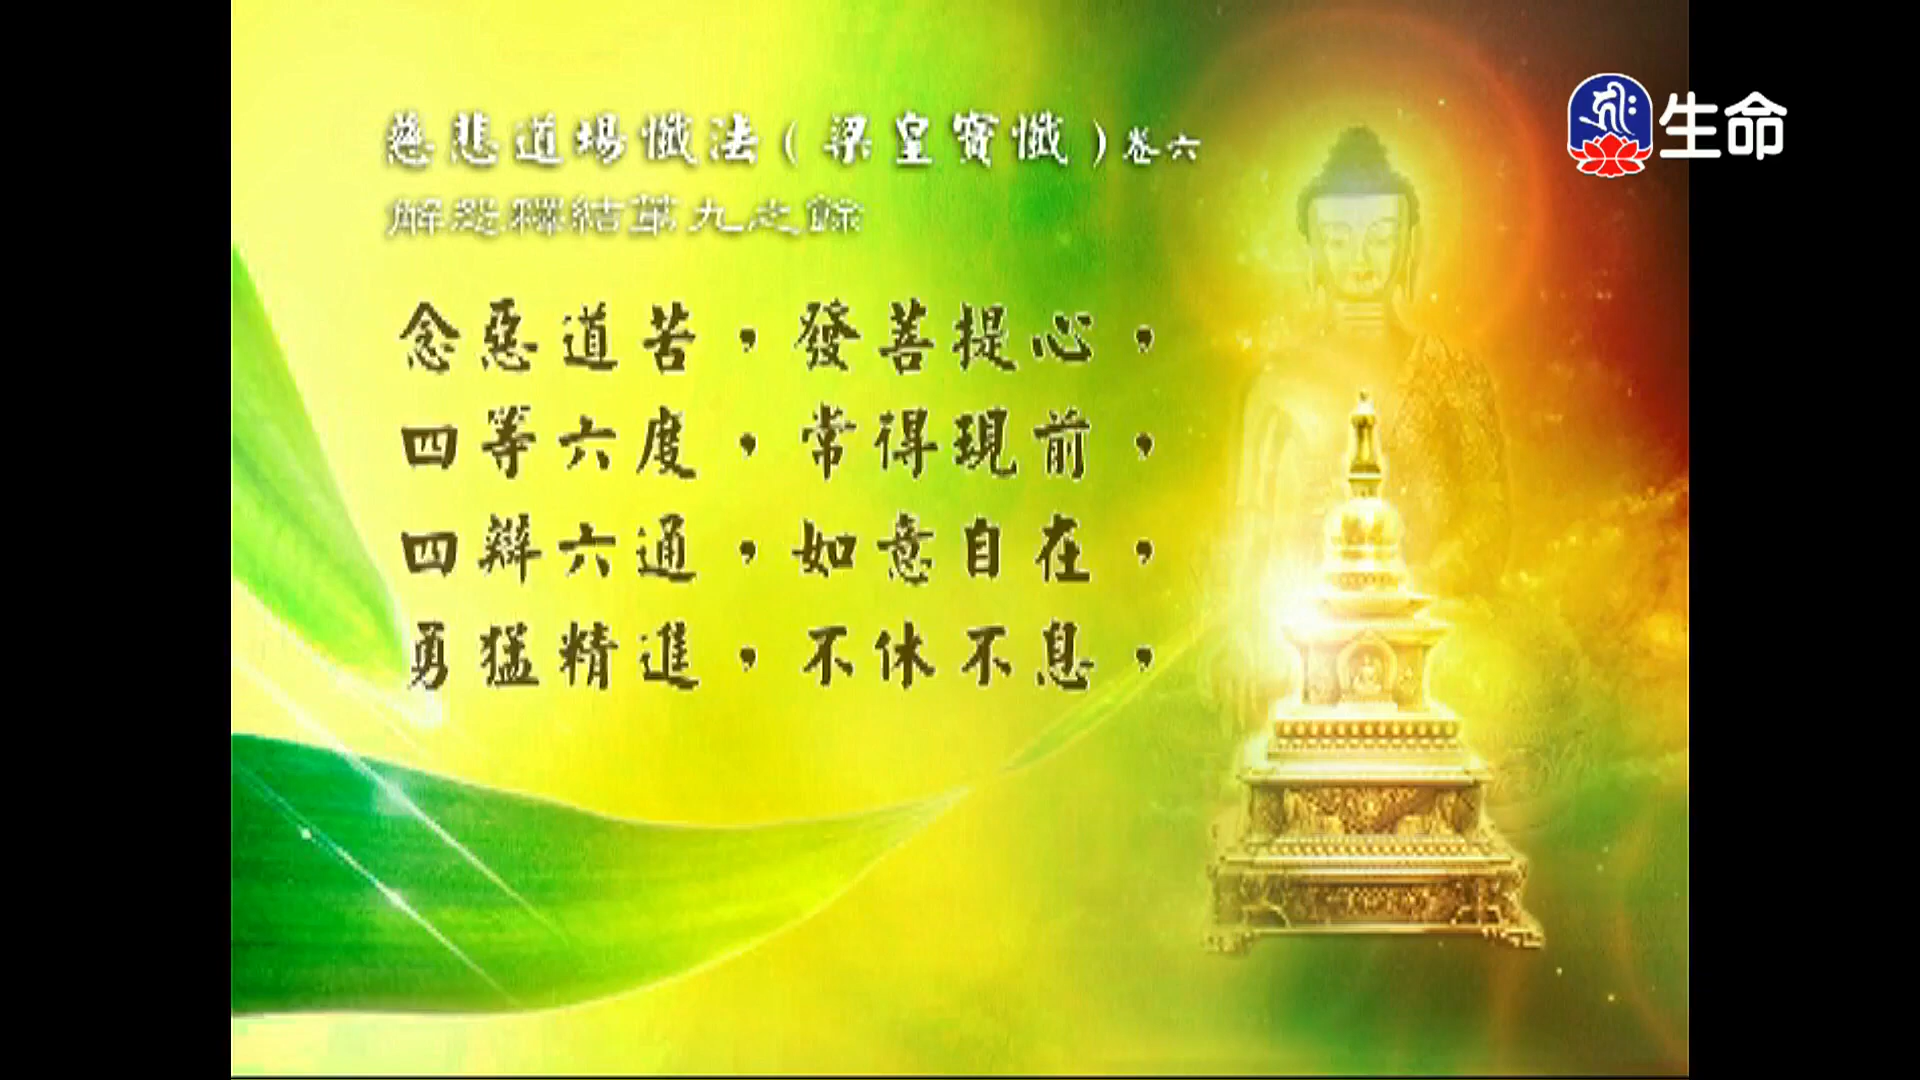 慈悲道場懺法(梁皇寶懺)卷六
生命
解怨釋結第九之餘
念惡道苦，發菩提心，
四等六度，常得現前，
四辯六通，如意自在，
勇猛精進，不休不息，